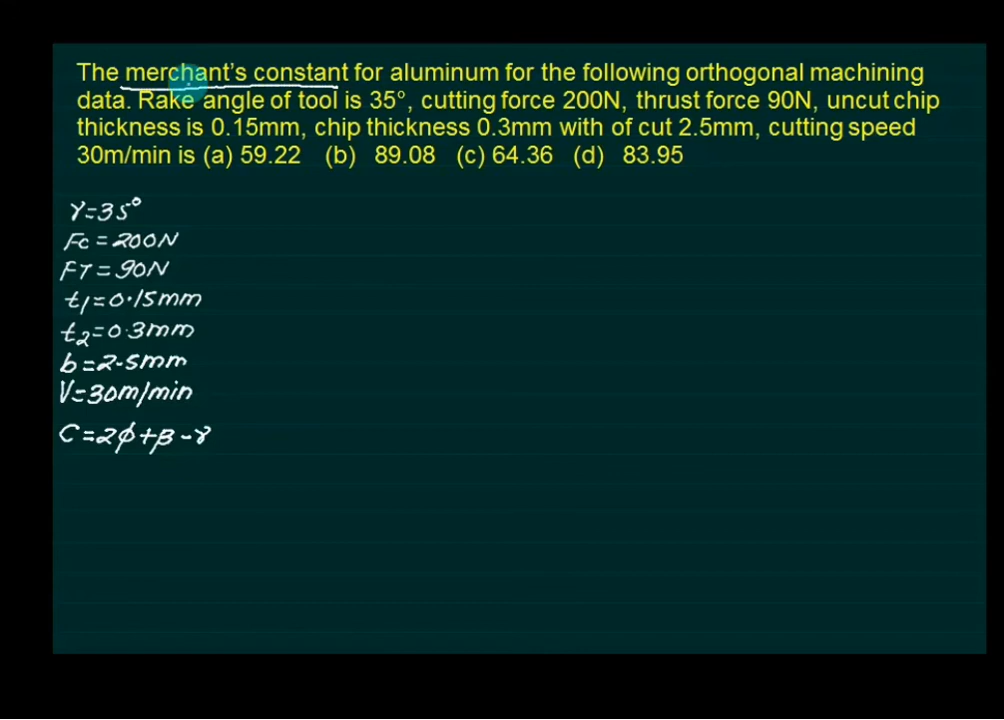 The merchant's constant for aluminum for the following orthogonal machining
data. Rake angle of tool is 35°, cutting force 200N, thrust force 90N, uncut chip
thickness is 0.15mm, chip thickness 0.3mm with of cut 2.5mm, cutting speed
30m/min is (a) 59.22 (b) 89.08 (c) 64.36 (d) 83.95
γ=35°
Fc=200N
FT=90N
t1=0.15mm
t2=0.3mm
b=2.5mm
V=30m/min
C=2ϕ+β-γ